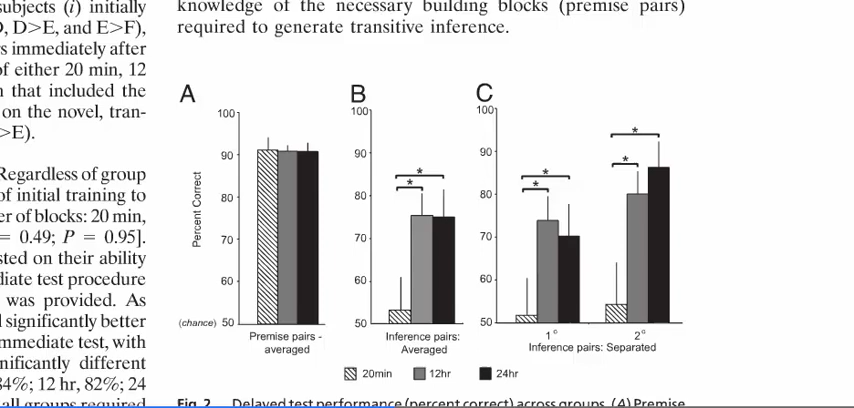 subjects (i) initially
D, D>E, and E>F),
rs immediately after
of either 20 min, 12
n that included the
on the novel, tran-
>E).
Regardless of group
of initial training to
er of blocks: 20 min,
= 0.49; P = 0.95].
sted on their ability
diate test procedure
was provided. As
l significantly better
mmediate test, with
nificantly different
84%; 12 hr, 82%; 24
all groups required
knowledge of the necessary building blocks (premise pairs)
required to generate transitive inference.
A
B
C
100
90
80
70
60
(chance) 50
Percent Correct
Premise pairs -
averaged
100
90
80
70
60
50
* *
Inference pairs:
Averaged
100
90
80
70
60
50
* * * *
1° 2°
Inference pairs: Separated
20min 12hr 24hr
Fig. 2. Delayed test performance (percent correct) across groups. (A) Premise